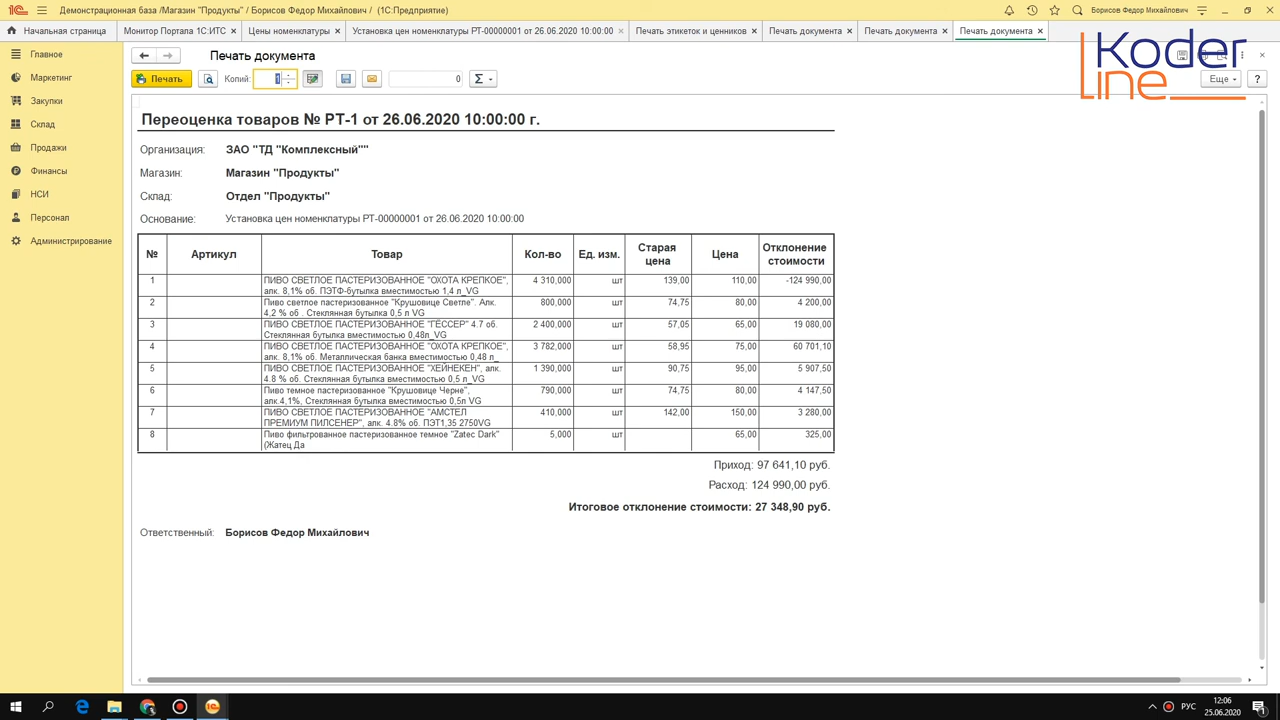 Демонстрационная база /Магазин "Продукты" / Борисов Федор Михайлович / (1С:Предприятие)
Борисов Федор Михайлович
Начальная страница
Монитор Портала 1С:ИТС ×
Цены номенклатуры ×
Установка цен номенклатуры РТ-00000001 от 26.06.2020 10:00:00 ×
Печать этикеток и ценников ×
Печать документа ×
Печать документа ×
Печать документа ×
Главное
Маркетинг
Закупки
Склад
Продажи
Финансы
НСИ
Персонал
Администрирование
Печать документа
Печать
Копий: 1
0
Σ
Еще
?
Koder
line
Переоценка товаров № РТ-1 от 26.06.2020 10:00:00 г.
Организация: ЗАО "ТД "Комплексный""
Магазин: Магазин "Продукты"
Склад: Отдел "Продукты"
Основание: Установка цен номенклатуры РТ-00000001 от 26.06.2020 10:00:00
№ Артикул Товар Кол-во Ед. изм. Старая цена Цена Отклонение стоимости
1 ПИВО СВЕТЛОЕ ПАСТЕРИЗОВАННОЕ "ОХОТА КРЕПКОЕ", 4 310,000 шт 139,00 110,00 -124 990,00
алк. 8,1% об. ПЭТФ-бутылка вместимостью 1,4 л_VG
2 Пиво светлое пастеризованное "Крушовице Светле". Алк. 800,000 шт 74,75 80,00 4 200,00
4,2 % об . Стеклянная бутылка 0,5 л VG
3 ПИВО СВЕТЛОЕ ПАСТЕРИЗОВАННОЕ "ГЁССЕР" 4.7 об. 2 400,000 шт 57,05 65,00 19 080,00
Стеклянная бутылка вместимостью 0,48л_VG
4 ПИВО СВЕТЛОЕ ПАСТЕРИЗОВАННОЕ "ОХОТА КРЕПКОЕ", 3 782,000 шт 58,95 75,00 60 701,10
алк. 8,1% об. Металлическая банка вместимостью 0,48 л_
5 ПИВО СВЕТЛОЕ ПАСТЕРИЗОВАННОЕ "ХЕЙНЕКЕН", алк. 1 390,000 шт 90,75 95,00 5 907,50
4.8 % об. Стеклянная бутылка вместимостью 0,5 л_VG
6 Пиво темное пастеризованное "Крушовице Черне", 790,000 шт 74,75 80,00 4 147,50
алк.4,1%, Стеклянная бутылка вместимостью 0,5л VG
7 ПИВО СВЕТЛОЕ ПАСТЕРИЗОВАННОЕ "АМСТЕЛ 410,000 шт 142,00 150,00 3 280,00
ПРЕМИУМ ПИЛСЕНЕР", алк. 4.8% об. ПЭТ1,35 2750VG
8 Пиво фильтрованное пастеризованное темное "Zatec Dark" 5,000 шт 65,00 325,00
(Жатец Да
Приход: 97 641,10 руб.
Расход: 124 990,00 руб.
Итоговое отклонение стоимости: 27 348,90 руб.
Ответственный: Борисов Федор Михайлович
РУС
12:06
25.06.2020
1